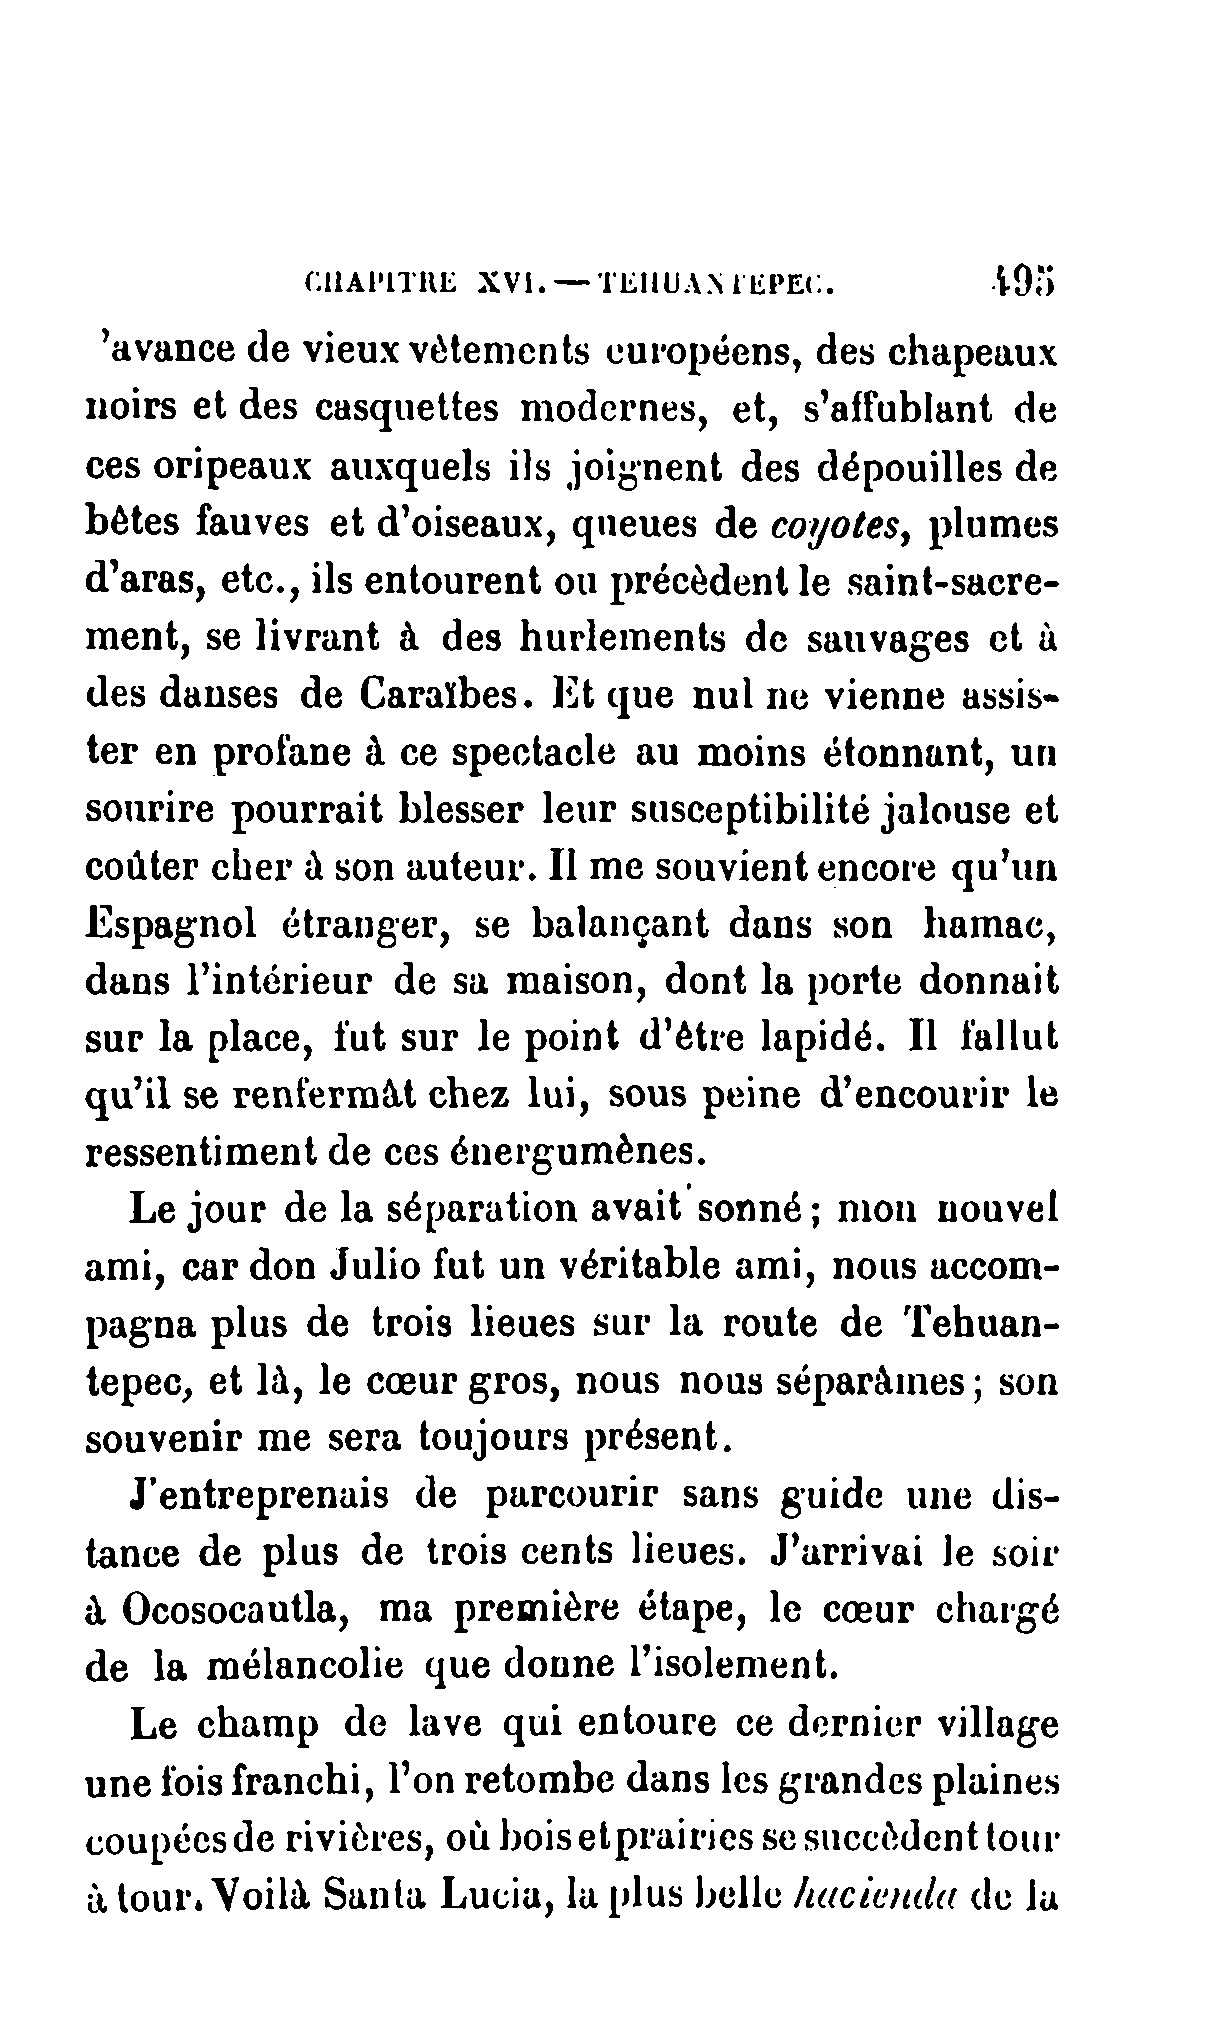 CHAPITRE XVI. — TEHUANTEPEC. 495
'avance de vieux vêtements européens, des chapeaux
noirs et des casquettes modernes, et, s'affublant de
ces oripeaux auxquels ils joignent des dépouilles de
bêtes fauves et d'oiseaux, queues de coyotes, plumes
d'aras, etc., ils entourent ou précèdent le saint-sacre-
ment, se livrant à des hurlements de sauvages et à
des danses de Caraïbes. Et que nul ne vienne assis-
ter en profane à ce spectacle au moins étonnant, un
sourire pourrait blesser leur susceptibilité jalouse et
coûter cher à son auteur. Il me souvient encore qu'un
Espagnol étranger, se balançant dans son hamac,
dans l'intérieur de sa maison, dont la porte donnait
sur la place, fut sur le point d'être lapidé. Il fallut
qu'il se renfermât chez lui, sous peine d'encourir le
ressentiment de ces énergumènes.
Le jour de la séparation avait sonné ; mon nouvel
ami, car don Julio fut un véritable ami, nous accom-
pagna plus de trois lieues sur la route de Tehuan-
tepec, et là, le cœur gros, nous nous séparâmes ; son
souvenir me sera toujours présent.
J'entreprenais de parcourir sans guide une dis-
tance de plus de trois cents lieues. J'arrivai le soir
à Ocosocautla, ma première étape, le cœur chargé
de la mélancolie que donne l'isolement.
Le champ de lave qui entoure ce dernier village
une fois franchi, l'on retombe dans les grandes plaines
coupées de rivières, où bois et prairies se succèdent tour
à tour. Voilà Santa Lucia, la plus belle hacienda de la